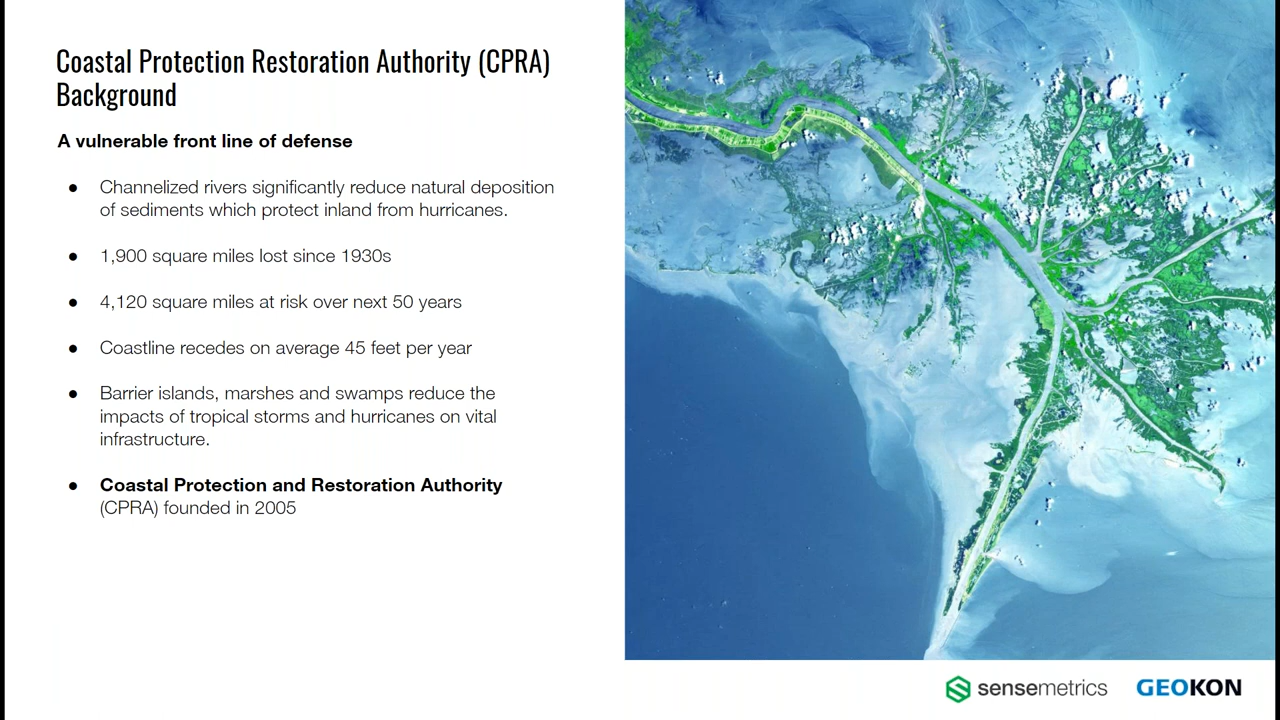 Coastal Protection Restoration Authority (CPRA)
Background
A vulnerable front line of defense
● Channelized rivers significantly reduce natural deposition
of sediments which protect inland from hurricanes.
● 1,900 square miles lost since 1930s
● 4,120 square miles at risk over next 50 years
● Coastline recedes on average 45 feet per year
● Barrier islands, marshes and swamps reduce the
impacts of tropical storms and hurricanes on vital
infrastructure.
● Coastal Protection and Restoration Authority
(CPRA) founded in 2005
sensemetrics GEOKON